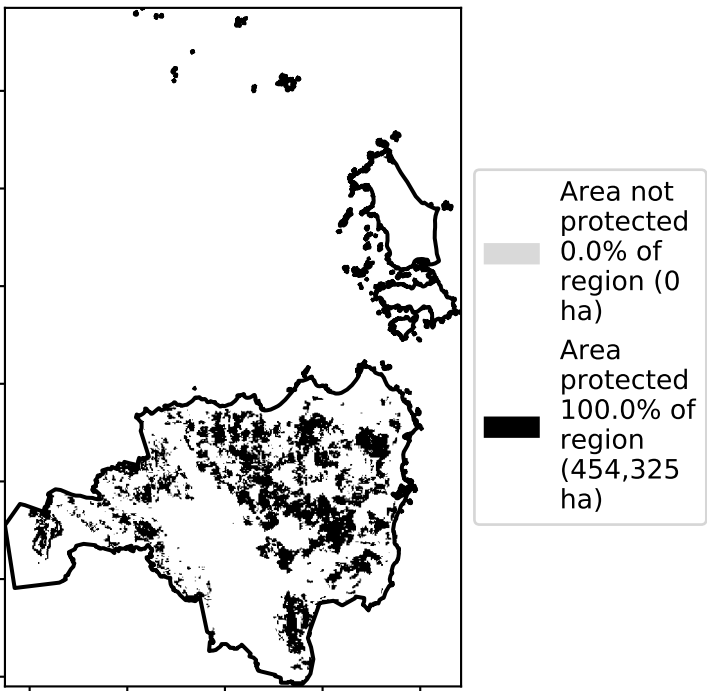 Area not
protected
0.0% of
region (0
ha)
Area
protected
100.0% of
region
(454,325
ha)